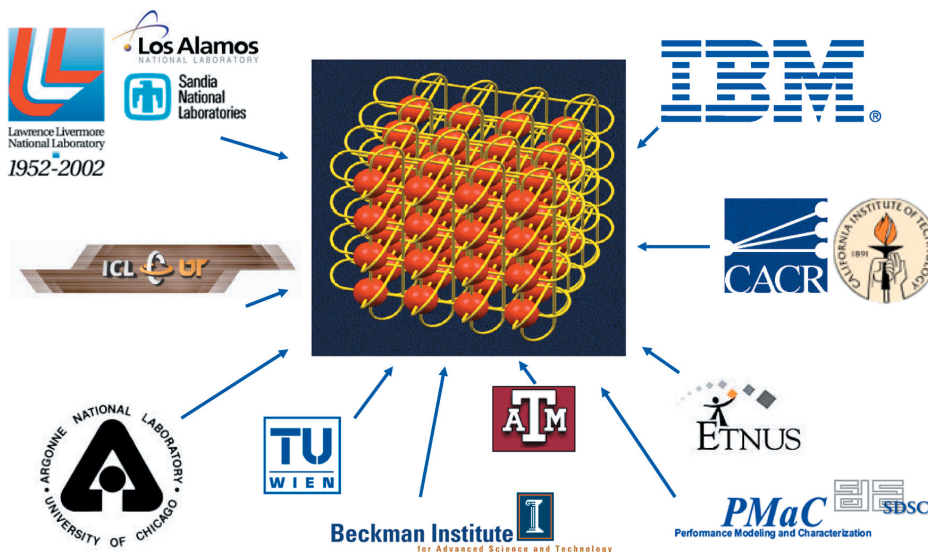 Los Alamos
NATIONAL LABORATORY
Sandia
National
Laboratories
Lawrence Livermore
National Laboratory
1952-2002
IBM®
ICL UT
CACR
CALIFORNIA INSTITUTE OF TECHNOLOGY
1891
ARGONNE NATIONAL LABORATORY
UNIVERSITY OF CHICAGO
TU
WIEN
ATM
ETNUS
Beckman Institute I
for Advanced Science and Technology
PMaC
Performance Modeling and Characterization
SDSC